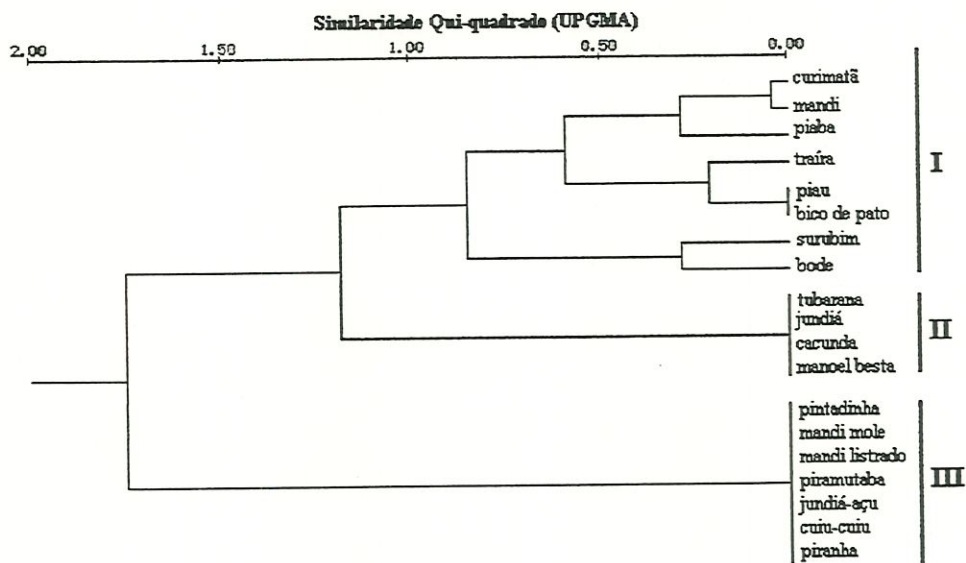 Similaridade Qui-quadrado (UPGMA)
2.00 1.50 1.00 0.50 0.00
curimatã
mandi
piaba
traíra
piau
bico de pato
surubim
bode
I
tubarana
jundiá
cacunda
manoel besta
II
pintadinha
mandi mole
mandi listrado
piramutaba
jundiá-açu
cuiu-cuiu
piranha
III